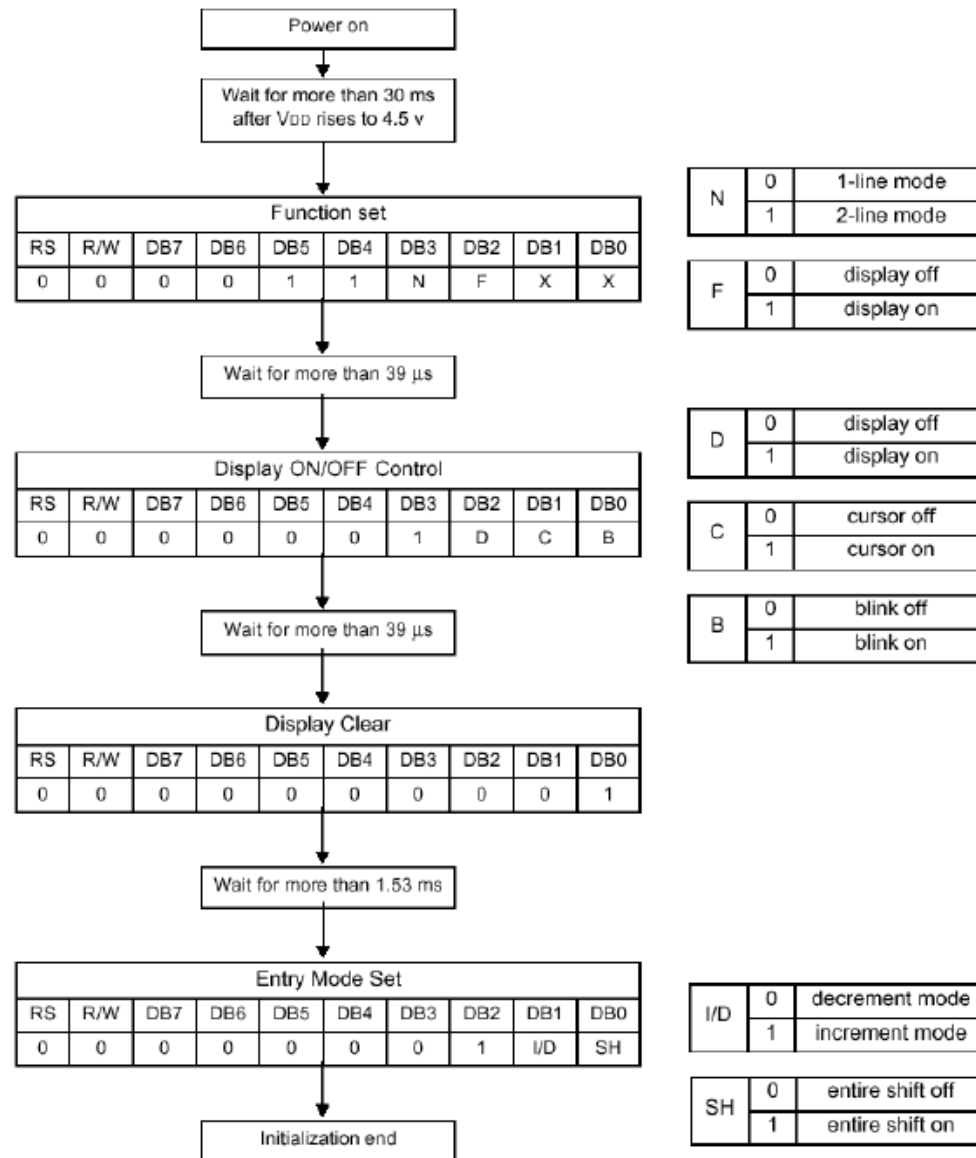 Power on
Wait for more than 30 ms
after VDD rises to 4.5 v
Function set
RS R/W DB7 DB6 DB5 DB4 DB3 DB2 DB1 DB0
0 0 0 0 1 1 N F X X
N 0 1-line mode
1 2-line mode
F 0 display off
1 display on
Wait for more than 39 μs
Display ON/OFF Control
RS R/W DB7 DB6 DB5 DB4 DB3 DB2 DB1 DB0
0 0 0 0 0 0 1 D C B
D 0 display off
1 display on
C 0 cursor off
1 cursor on
B 0 blink off
1 blink on
Wait for more than 39 μs
Display Clear
RS R/W DB7 DB6 DB5 DB4 DB3 DB2 DB1 DB0
0 0 0 0 0 0 0 0 0 1
Wait for more than 1.53 ms
Entry Mode Set
RS R/W DB7 DB6 DB5 DB4 DB3 DB2 DB1 DB0
0 0 0 0 0 0 0 1 I/D SH
I/D 0 decrement mode
1 increment mode
SH 0 entire shift off
1 entire shift on
Initialization end